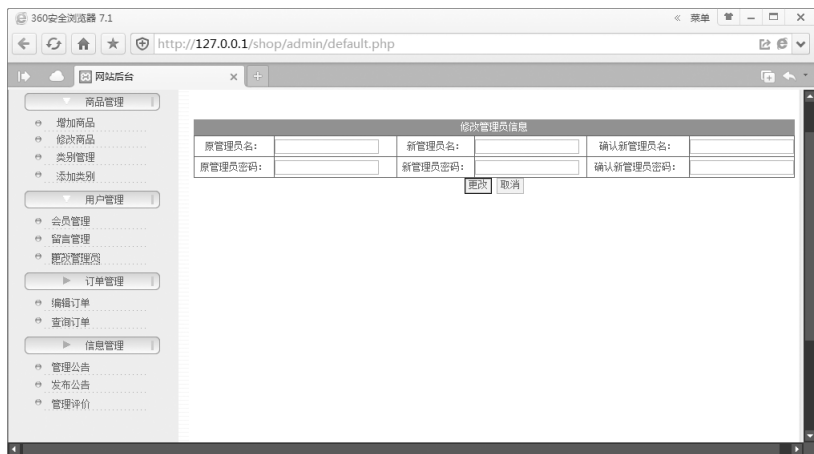 360安全浏览器 7.1
菜单
http://127.0.0.1/shop/admin/default.php
网站后台
商品管理
增加商品
修改商品
类别管理
添加类别
用户管理
会员管理
留言管理
更改管理员
订单管理
编辑订单
查询订单
信息管理
管理公告
发布公告
管理评价
修改管理员信息
原管理员名： 新管理员名： 确认新管理员名：
原管理员密码： 新管理员密码： 确认新管理员密码：
更改 取消